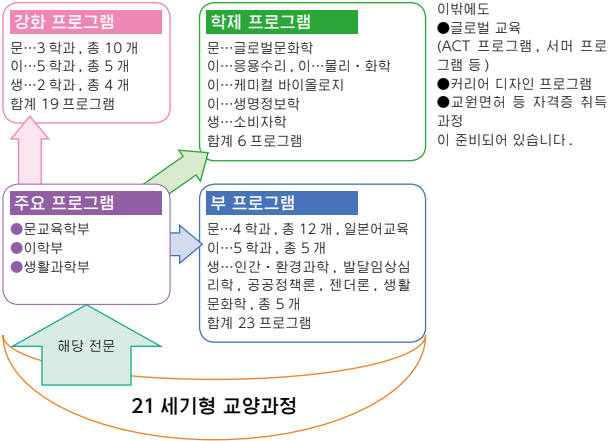 강화 프로그램
문…3 학과, 총 10 개
이…5 학과, 총 5 개
생…2 학과, 총 4 개
합계 19 프로그램
학제 프로그램
문…글로벌문화학
이…응용수리, 이…물리・화학
이…케미컬 바이올로지
이…생명정보학
생…소비자학
합계 6 프로그램
이밖에도
●글로벌 교육
(ACT 프로그램, 서머 프로
그램 등)
●커리어 디자인 프로그램
●교원면허 등 자격증 취득
과정
이 준비되어 있습니다.
주요 프로그램
●문교육학부
●이학부
●생활과학부
부 프로그램
문…4 학과, 총 12 개, 일본어교육
이…5 학과, 총 5 개
생…인간・환경과학, 발달임상심
리학, 공공정책론, 젠더론, 생활
문화학, 총 5 개
합계 23 프로그램
해당 전문
21 세기형 교양과정